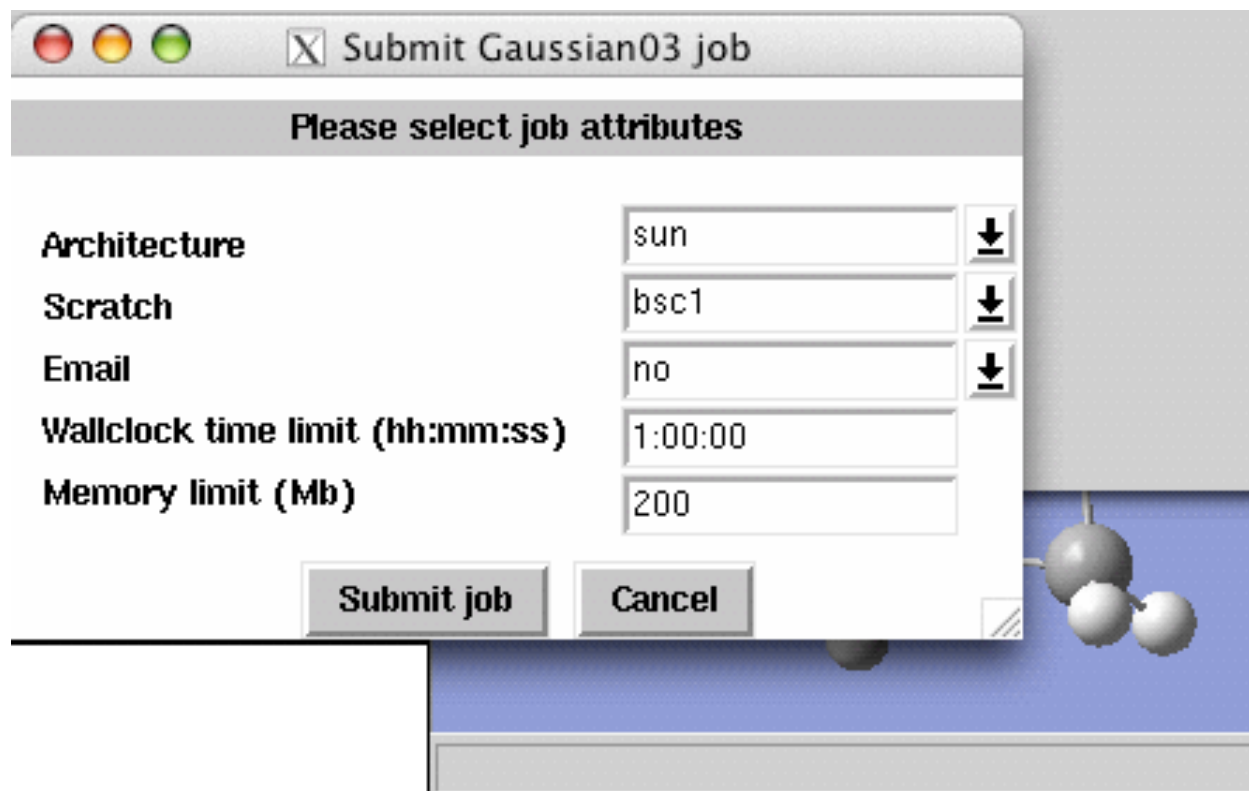 Submit Gaussian03 job
Please select job attributes
Architecture sun
Scratch bsc1
Email no
Wallclock time limit (hh:mm:ss) 1:00:00
Memory limit (Mb) 200
Submit job Cancel